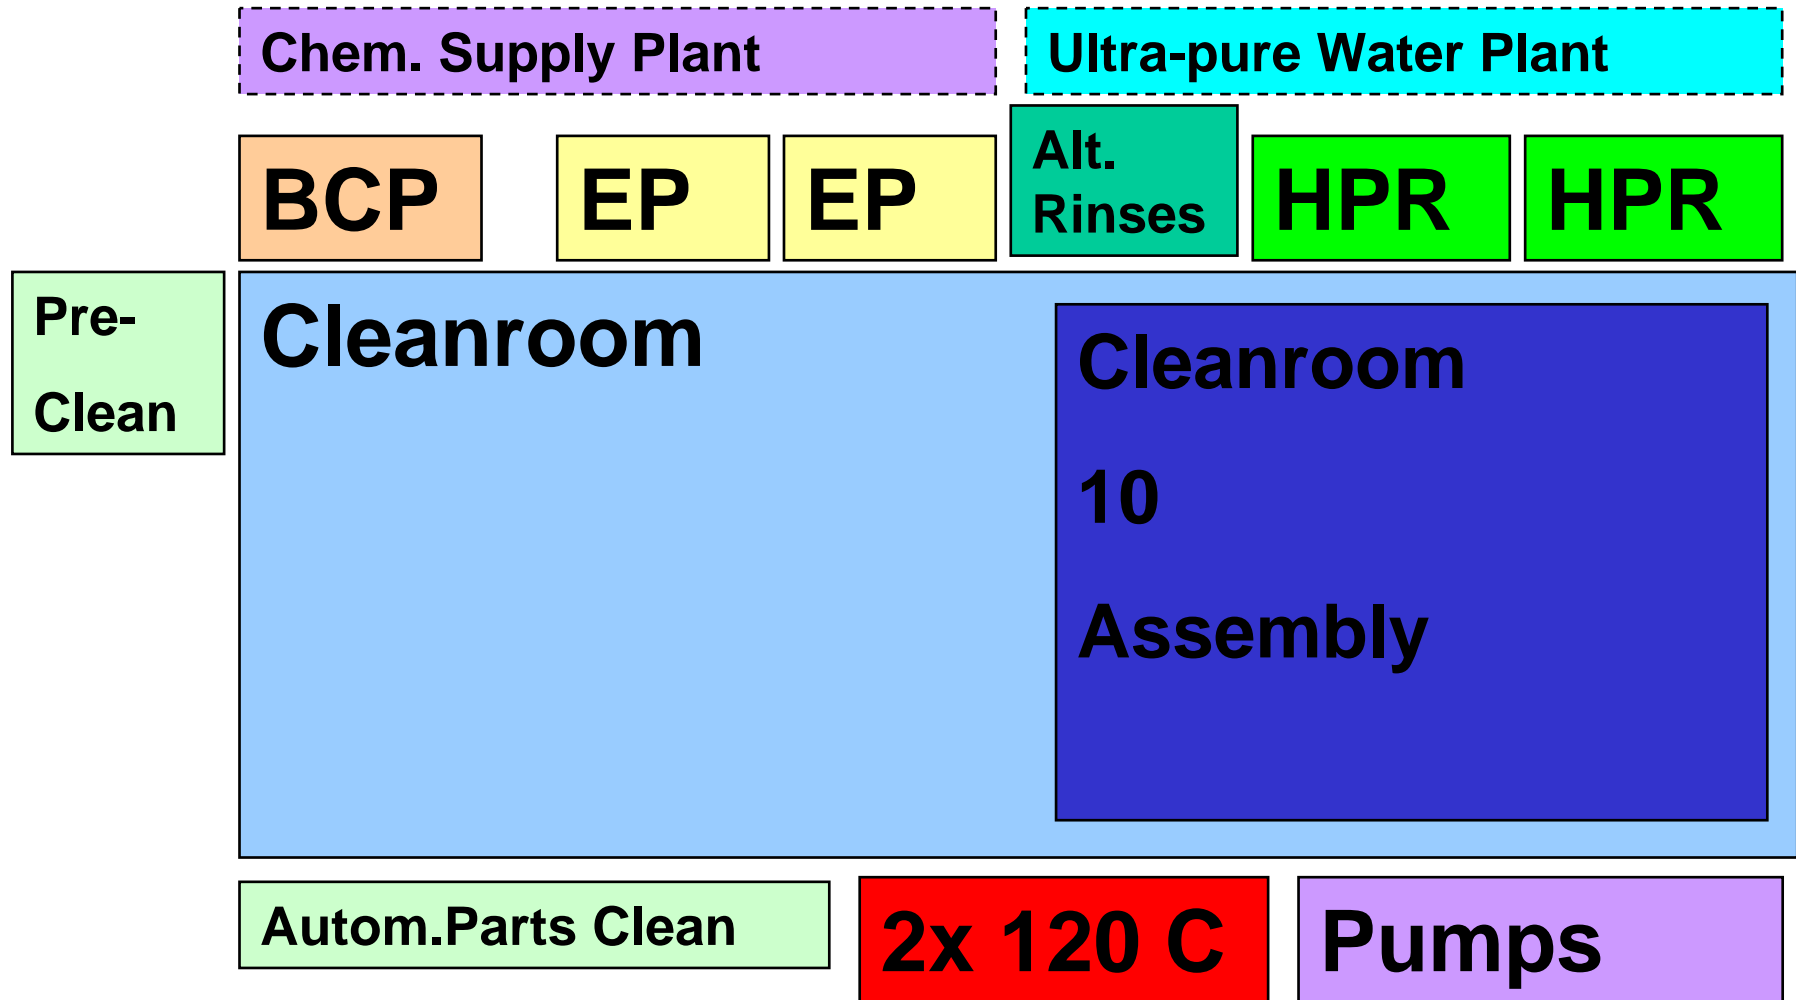 Chem. Supply Plant
Ultra-pure Water Plant
BCP
EP
EP
Alt.
Rinses
HPR
HPR
Pre-
Clean
Cleanroom
Cleanroom
10
Assembly
Autom.Parts Clean
2x 120 C
Pumps